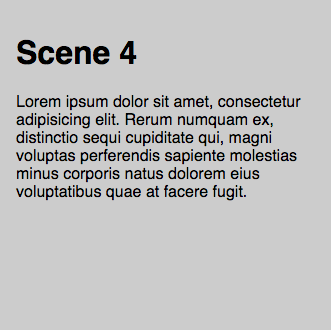 Scene 4
Lorem ipsum dolor sit amet, consectetur
adipisicing elit. Rerum numquam ex,
distinctio sequi cupiditate qui, magni
voluptas perferendis sapiente molestias
minus corporis natus dolorem eius
voluptatibus quae at facere fugit.